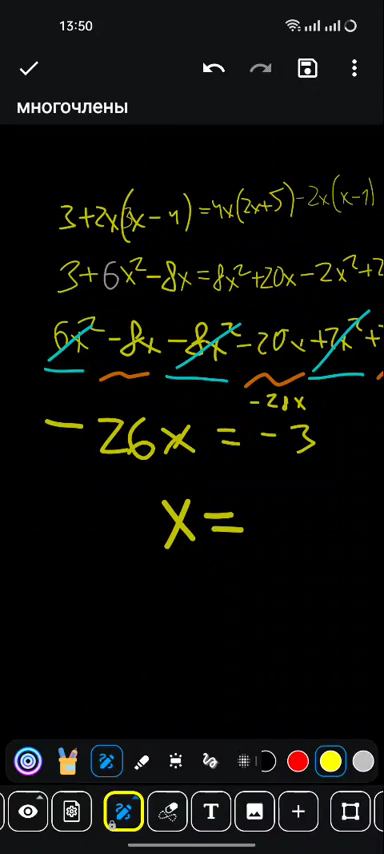 13:50
многочлены
3+2x(3x-4)=4x(2x+5)-2x(x-1)
3+6x²-8x=8x²+20x-2x²+2
6x²-8x-8x²-20x+2x²+
-28x
-26x=-3
x=
T